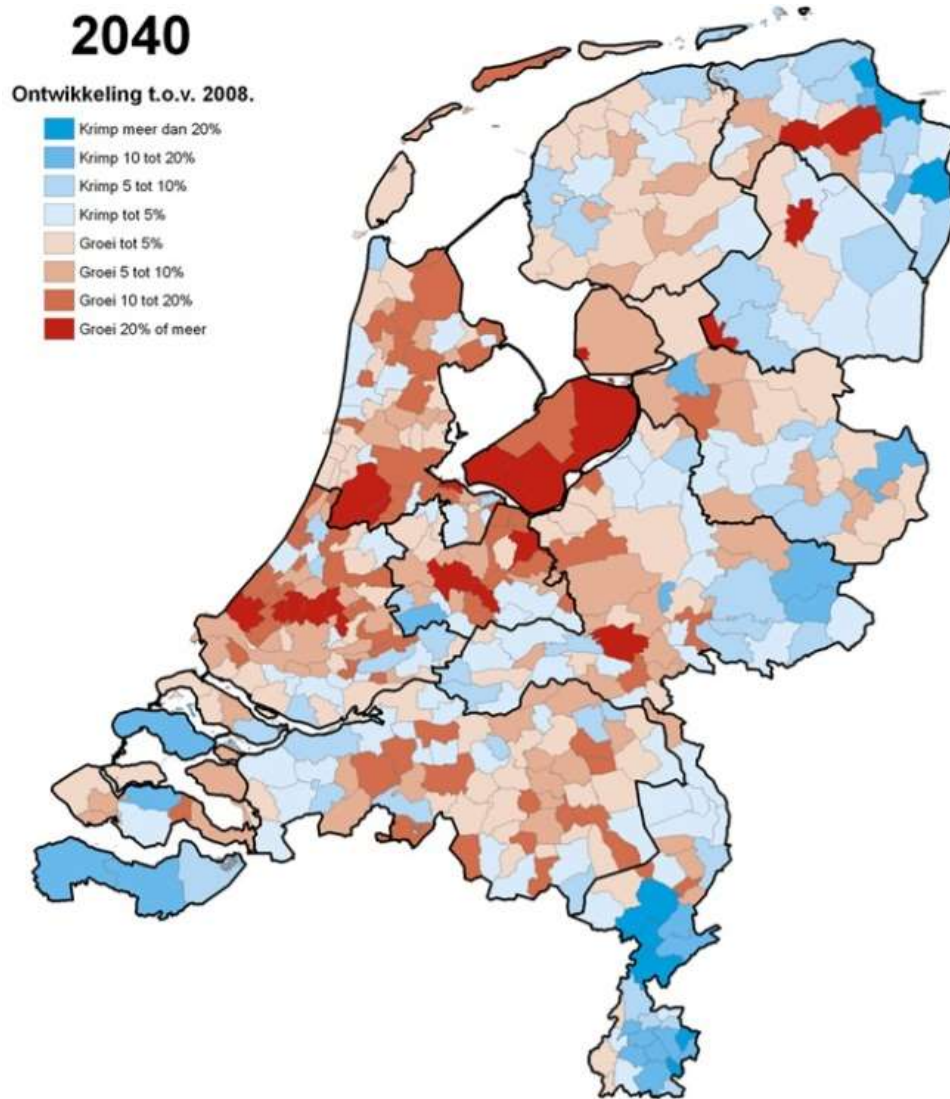 2040
Ontwikkeling t.o.v. 2008.
Krimp meer dan 20%
Krimp 10 tot 20%
Krimp 5 tot 10%
Krimp tot 5%
Groei tot 5%
Groei 5 tot 10%
Groei 10 tot 20%
Groei 20% of meer